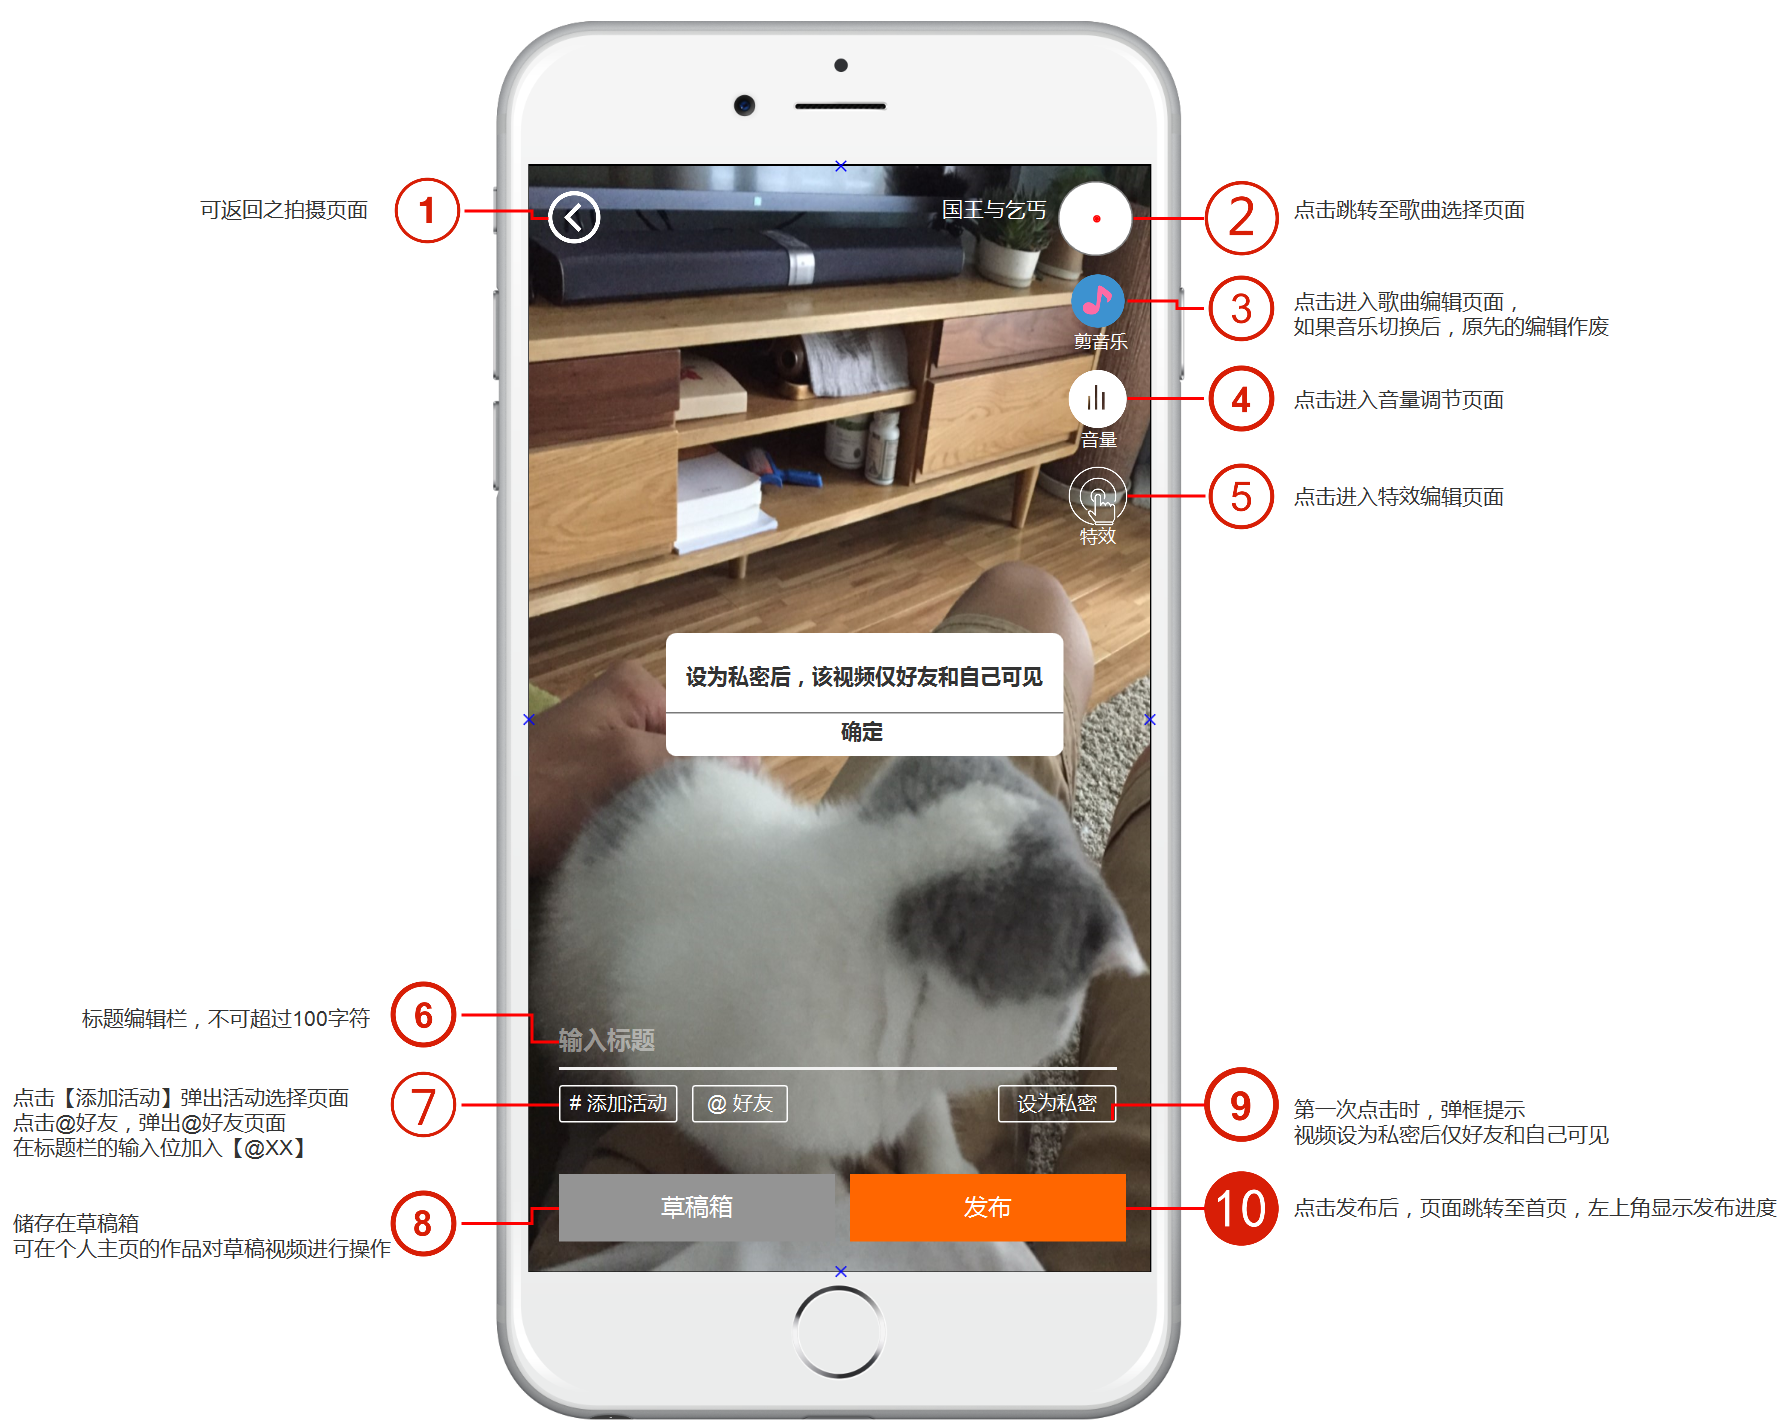 可返回之拍摄页面
1
国王与乞丐
2
点击跳转至歌曲选择页面
剪音乐
3
点击进入歌曲编辑页面，
如果音乐切换后，原先的编辑作废
音量
4
点击进入音量调节页面
特效
5
点击进入特效编辑页面
设为私密后，该视频仅好友和自己可见
确定
标题编辑栏，不可超过100字符
6
输入标题
点击【添加活动】弹出活动选择页面
点击@好友，弹出@好友页面
在标题栏的输入位加入【@XX】
7
# 添加活动
@ 好友
设为私密
9
第一次点击时，弹框提示
视频设为私密后仅好友和自己可见
储存在草稿箱
可在个人主页的作品对草稿视频进行操作
8
草稿箱
发布
10
点击发布后，页面跳转至首页，左上角显示发布进度